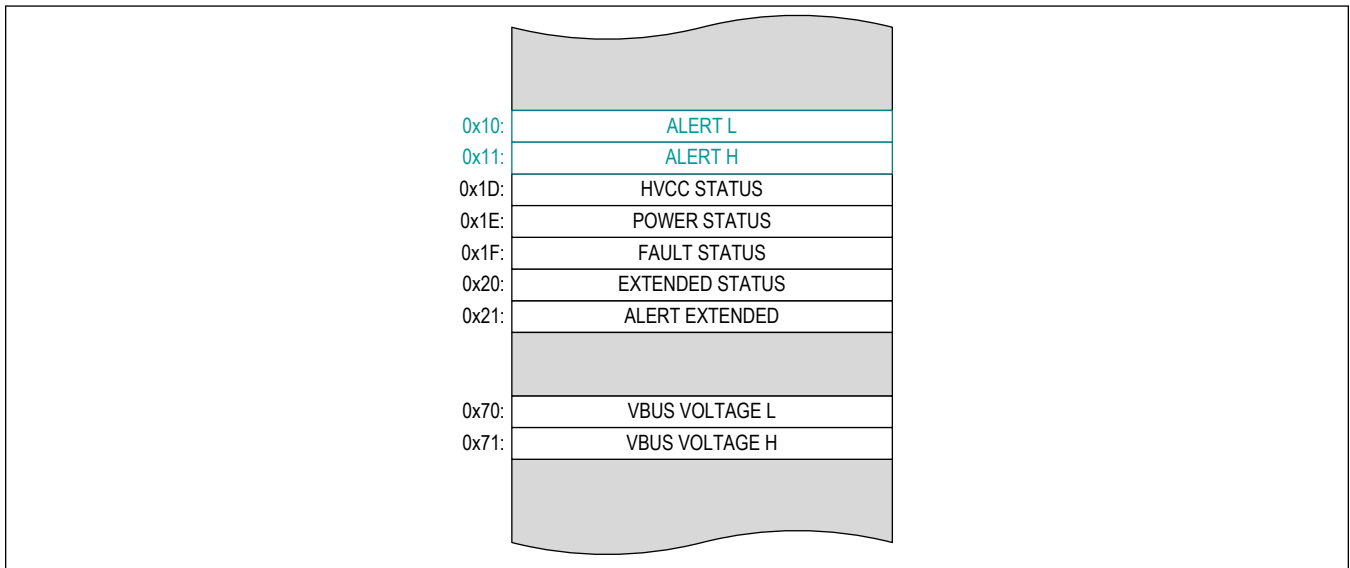 0x10: ALERT L
0x11: ALERT H
0x1D: HVCC STATUS
0x1E: POWER STATUS
0x1F: FAULT STATUS
0x20: EXTENDED STATUS
0x21: ALERT EXTENDED
0x70: VBUS VOLTAGE L
0x71: VBUS VOLTAGE H